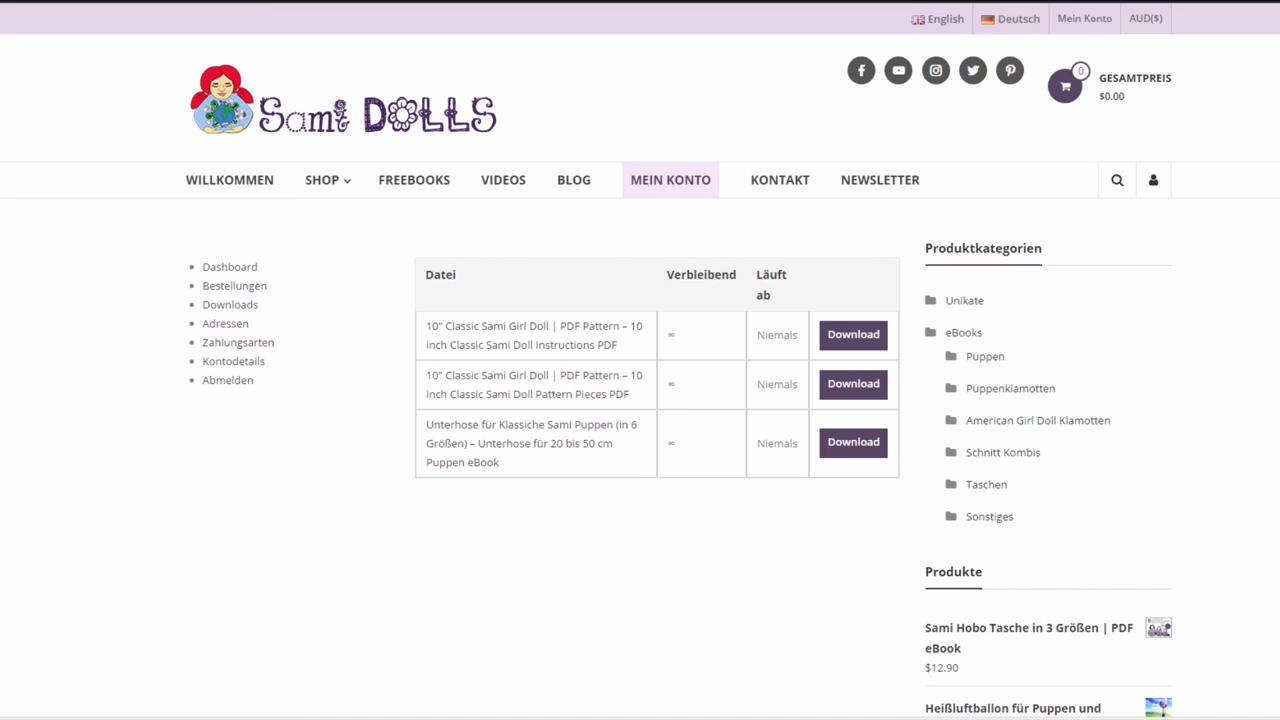 English
Deutsch
Mein Konto
AUD($)
Sami DOLLS
0
GESAMTPREIS
$0.00
WILLKOMMEN
SHOP
FREEBOOKS
VIDEOS
BLOG
MEIN KONTO
KONTAKT
NEWSLETTER
Dashboard
Bestellungen
Downloads
Adressen
Zahlungsarten
Kontodetails
Abmelden
Datei
Verbleibend
Läuft
ab
10" Classic Sami Girl Doll | PDF Pattern – 10
inch Classic Sami Doll Instructions PDF
∞
Niemals
Download
10" Classic Sami Girl Doll | PDF Pattern – 10
inch Classic Sami Doll Pattern Pieces PDF
∞
Niemals
Download
Unterhose für Klassiche Sami Puppen (in 6
Größen) – Unterhose für 20 bis 50 cm
Puppen eBook
∞
Niemals
Download
Produktkategorien
Unikate
eBooks
Puppen
Puppenklamotten
American Girl Doll Klamotten
Schnitt Kombis
Taschen
Sonstiges
Produkte
Sami Hobo Tasche in 3 Größen | PDF
eBook
$12.90
Heißluftballon für Puppen und